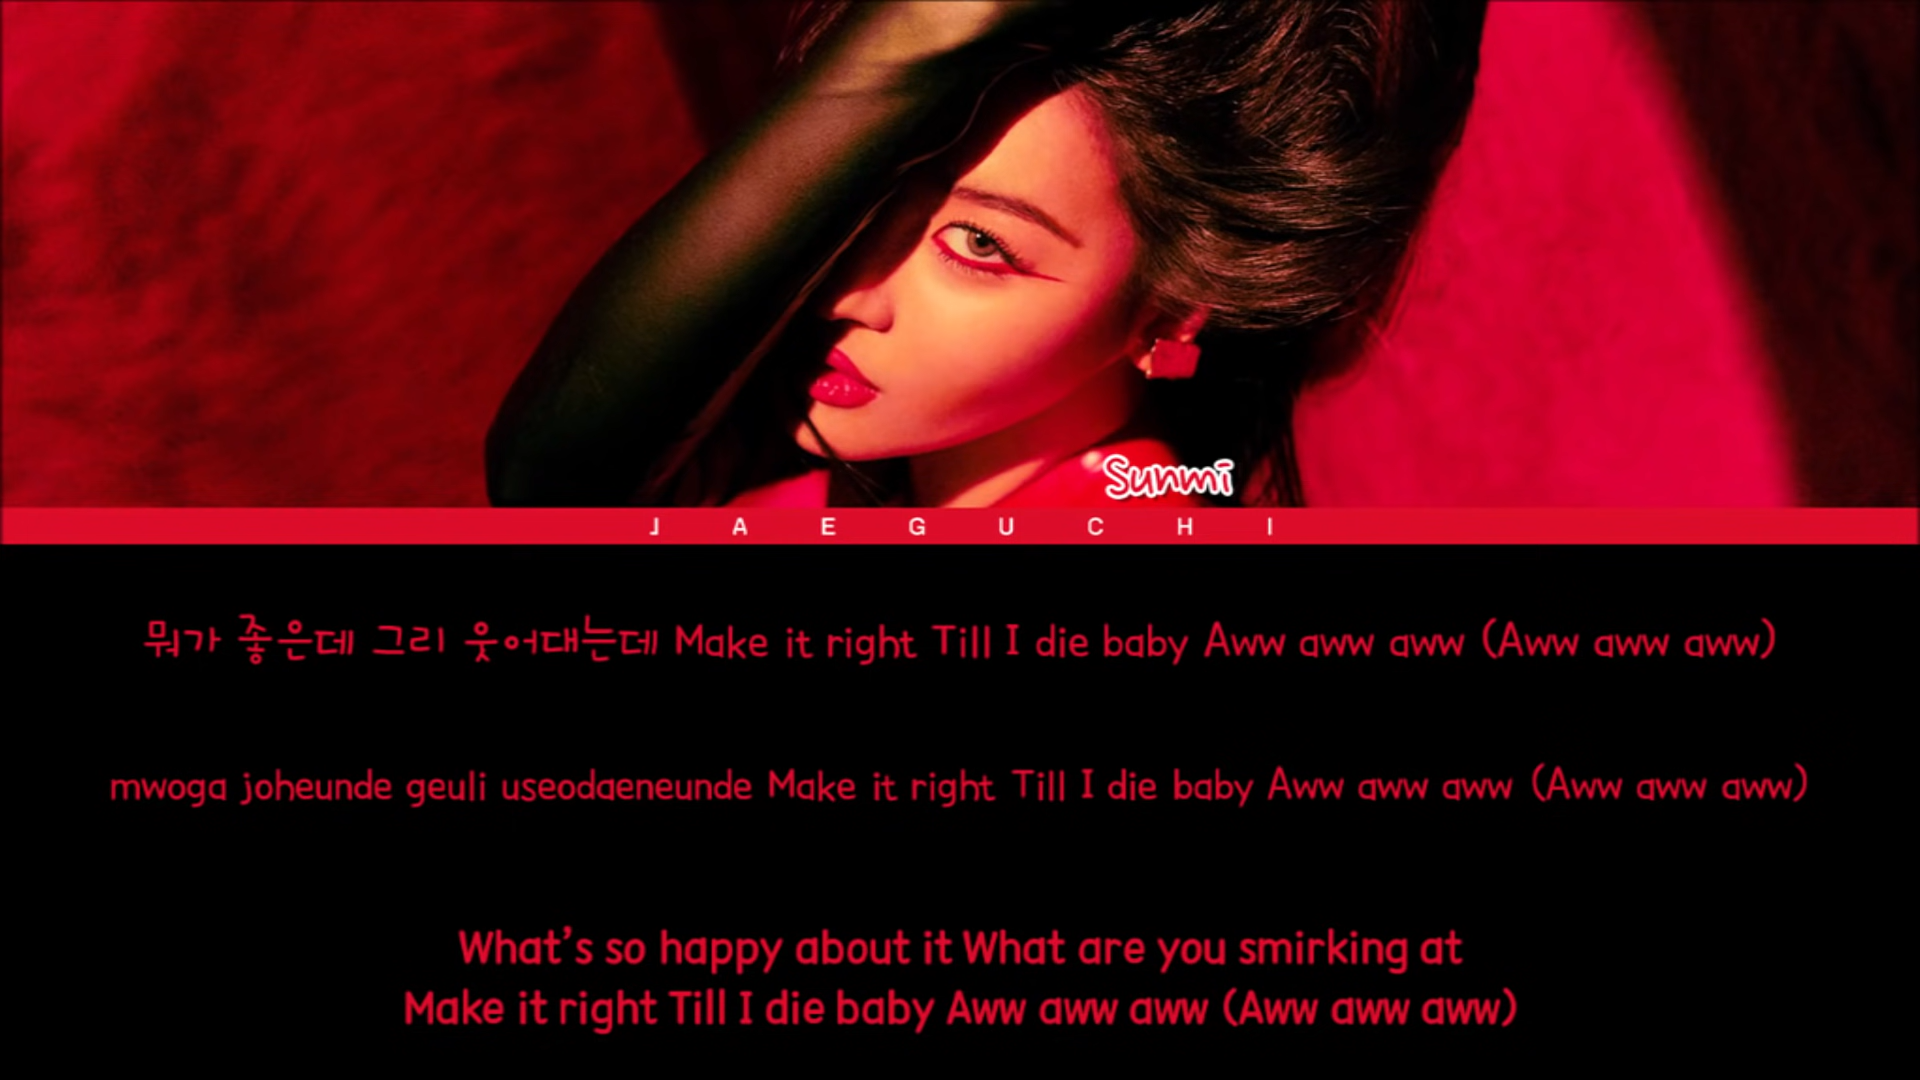 Sunmi
JAEGUCHI
뭐가 좋은데 그리 웃어대는데 Make it right Till I die baby Aww aww aww (Aww aww aww)
mwoga joheunde geuli useodaeneunde Make it right Till I die baby Aww aww aww (Aww aww aww)
What's so happy about it What are you smirking at
Make it right Till I die baby Aww aww aww (Aww aww aww)